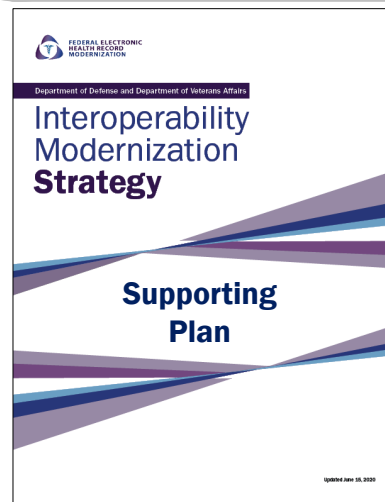 FEDERAL ELECTRONIC
HEALTH RECORD
MODERNIZATION
Department of Defense and Department of Veterans Affairs
Interoperability
Modernization
Strategy
Supporting
Plan
Updated June 16, 2020